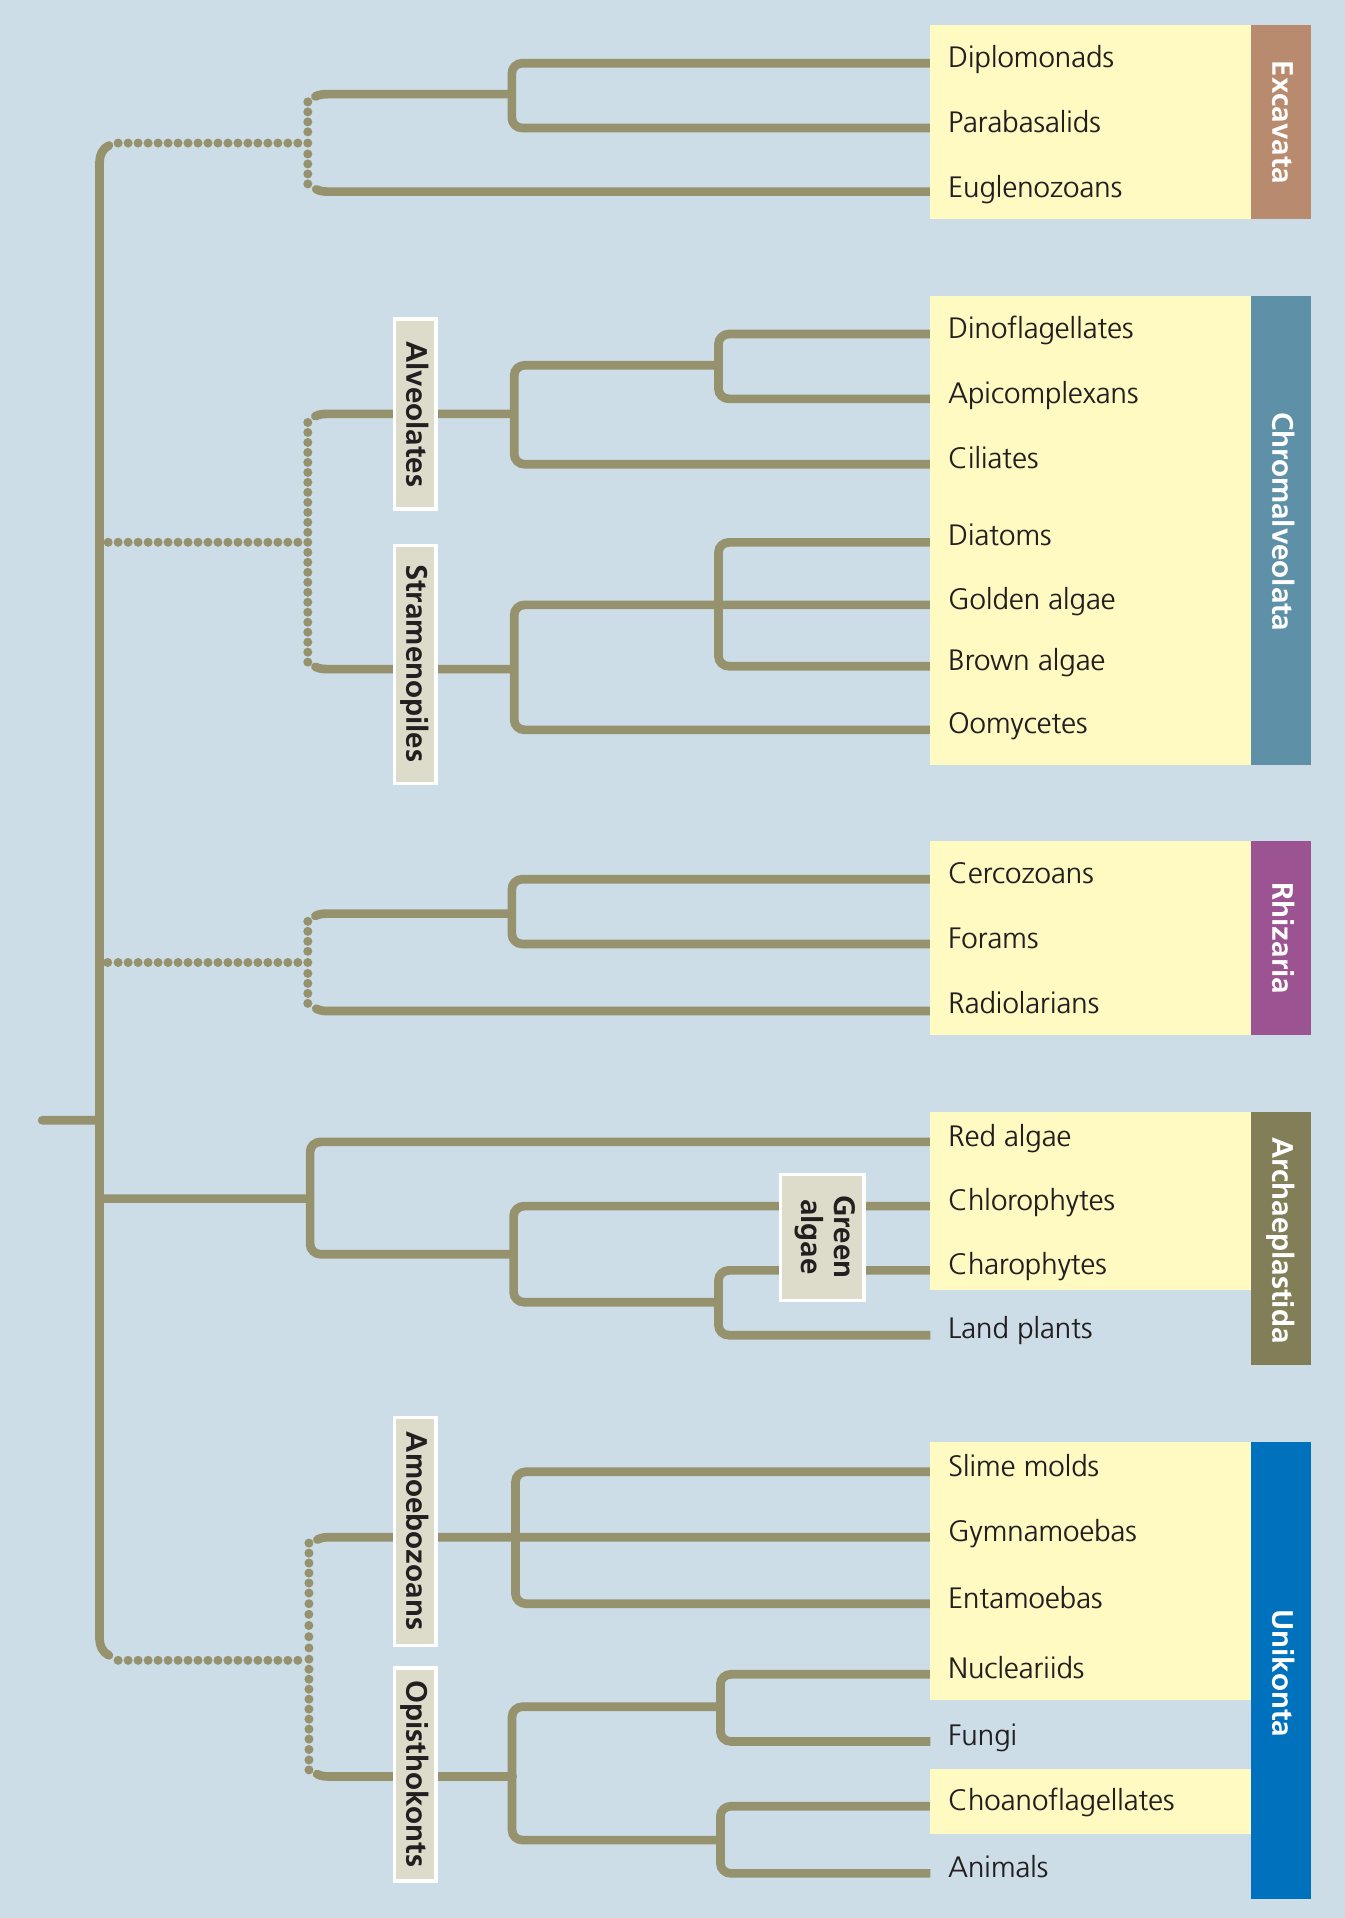 Diplomonads
Parabasalids
Euglenozoans
Excavata
Alveolates
Dinoflagellates
Apicomplexans
Ciliates
Stramenopiles
Diatoms
Golden algae
Brown algae
Oomycetes
Chromalveolata
Cercozoans
Forams
Radiolarians
Rhizaria
Red algae
Green
algae
Chlorophytes
Charophytes
Land plants
Archaeplastida
Amoebozoans
Slime molds
Gymnamoebas
Entamoebas
Opisthokonts
Nucleariids
Fungi
Choanoflagellates
Animals
Unikonta